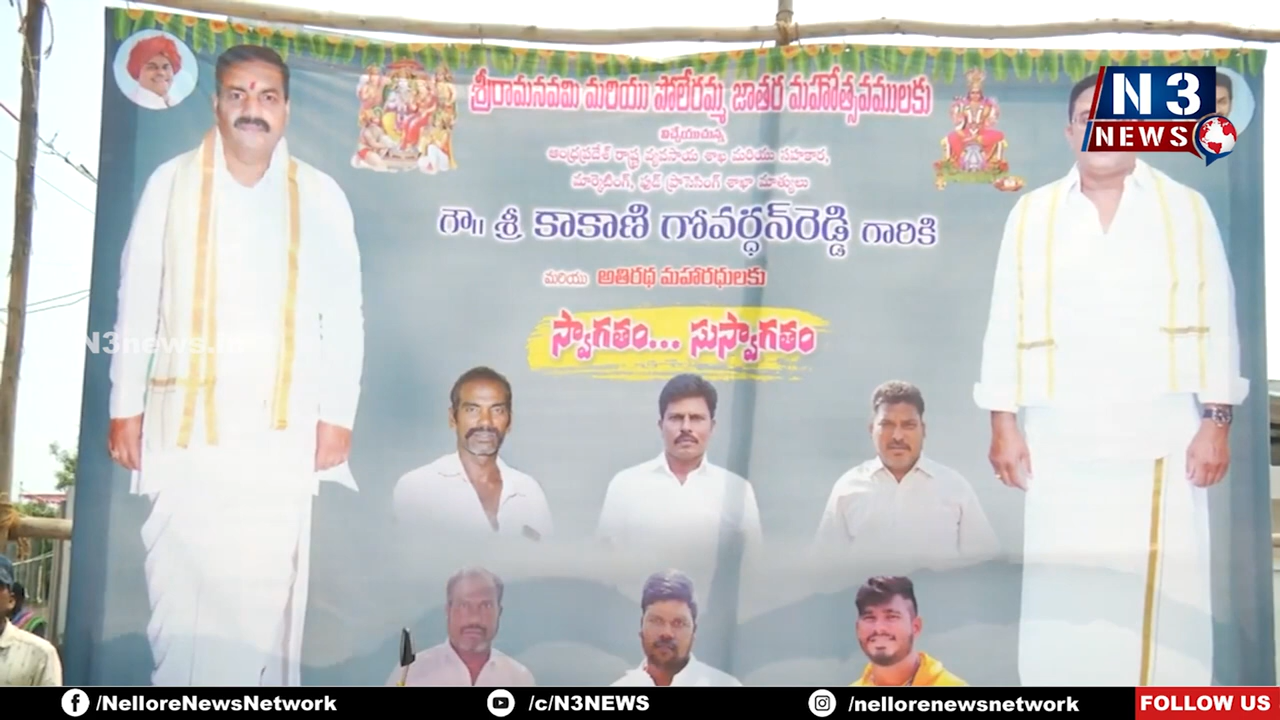 శ్రీరామనవమి మరియు పోలేరమ్మ జాతర మహోత్సవములకు
విచ్చేయుచున్న
ఆంధ్రప్రదేశ్ రాష్ట్ర వ్యవసాయ శాఖ మరియు సహకార,
మార్కెటింగ్, ఫుడ్ ప్రాసెసింగ్ శాఖా మాత్యులు
గౌ॥ శ్రీ కాకాణి గోవర్ధన్‌రెడ్డి గారికి
మరియు అతిరథ మహారధులకు
స్వాగతం... సుస్వాగతం
N3
NEWS
N3news.in
/NelloreNewsNetwork
/c/N3NEWS
/nellorenewsnetwork
FOLLOW US